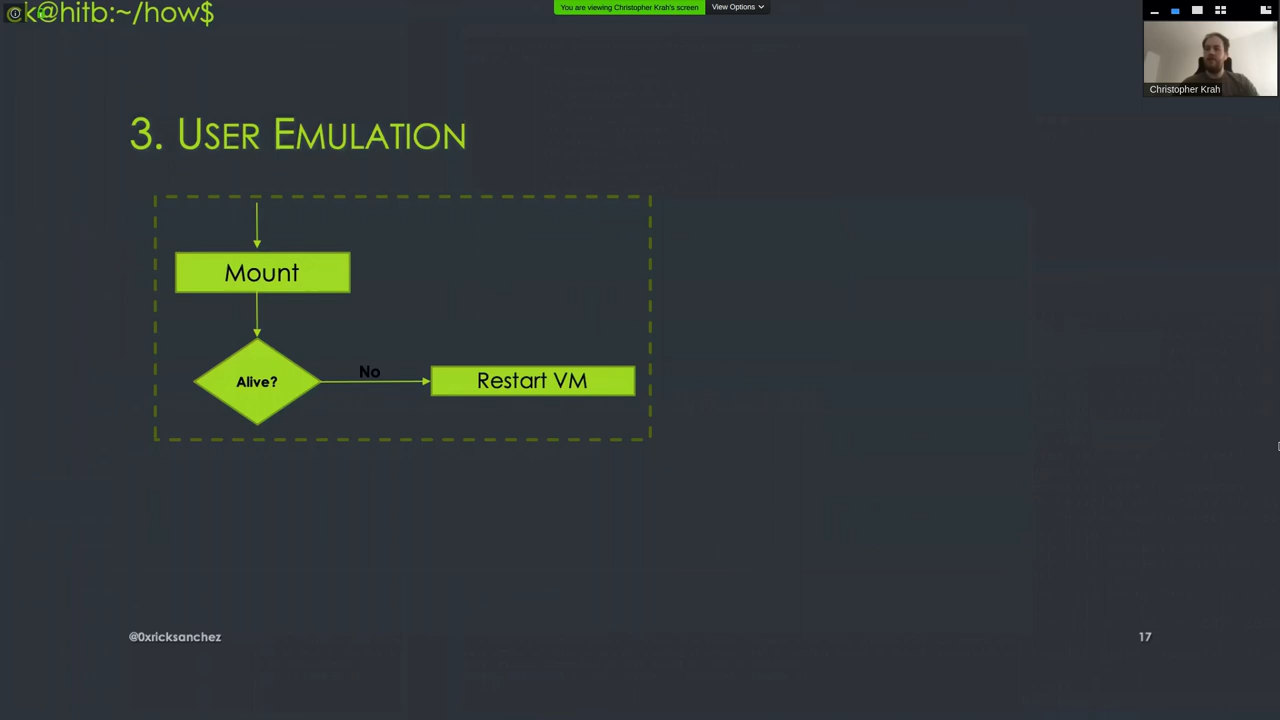 ck@hitb:~/how$
You are viewing Christopher Krah's screen
View Options
Christopher Krah
3. USER EMULATION
Mount
Alive?
No
Restart VM
@0xricksanchez
17